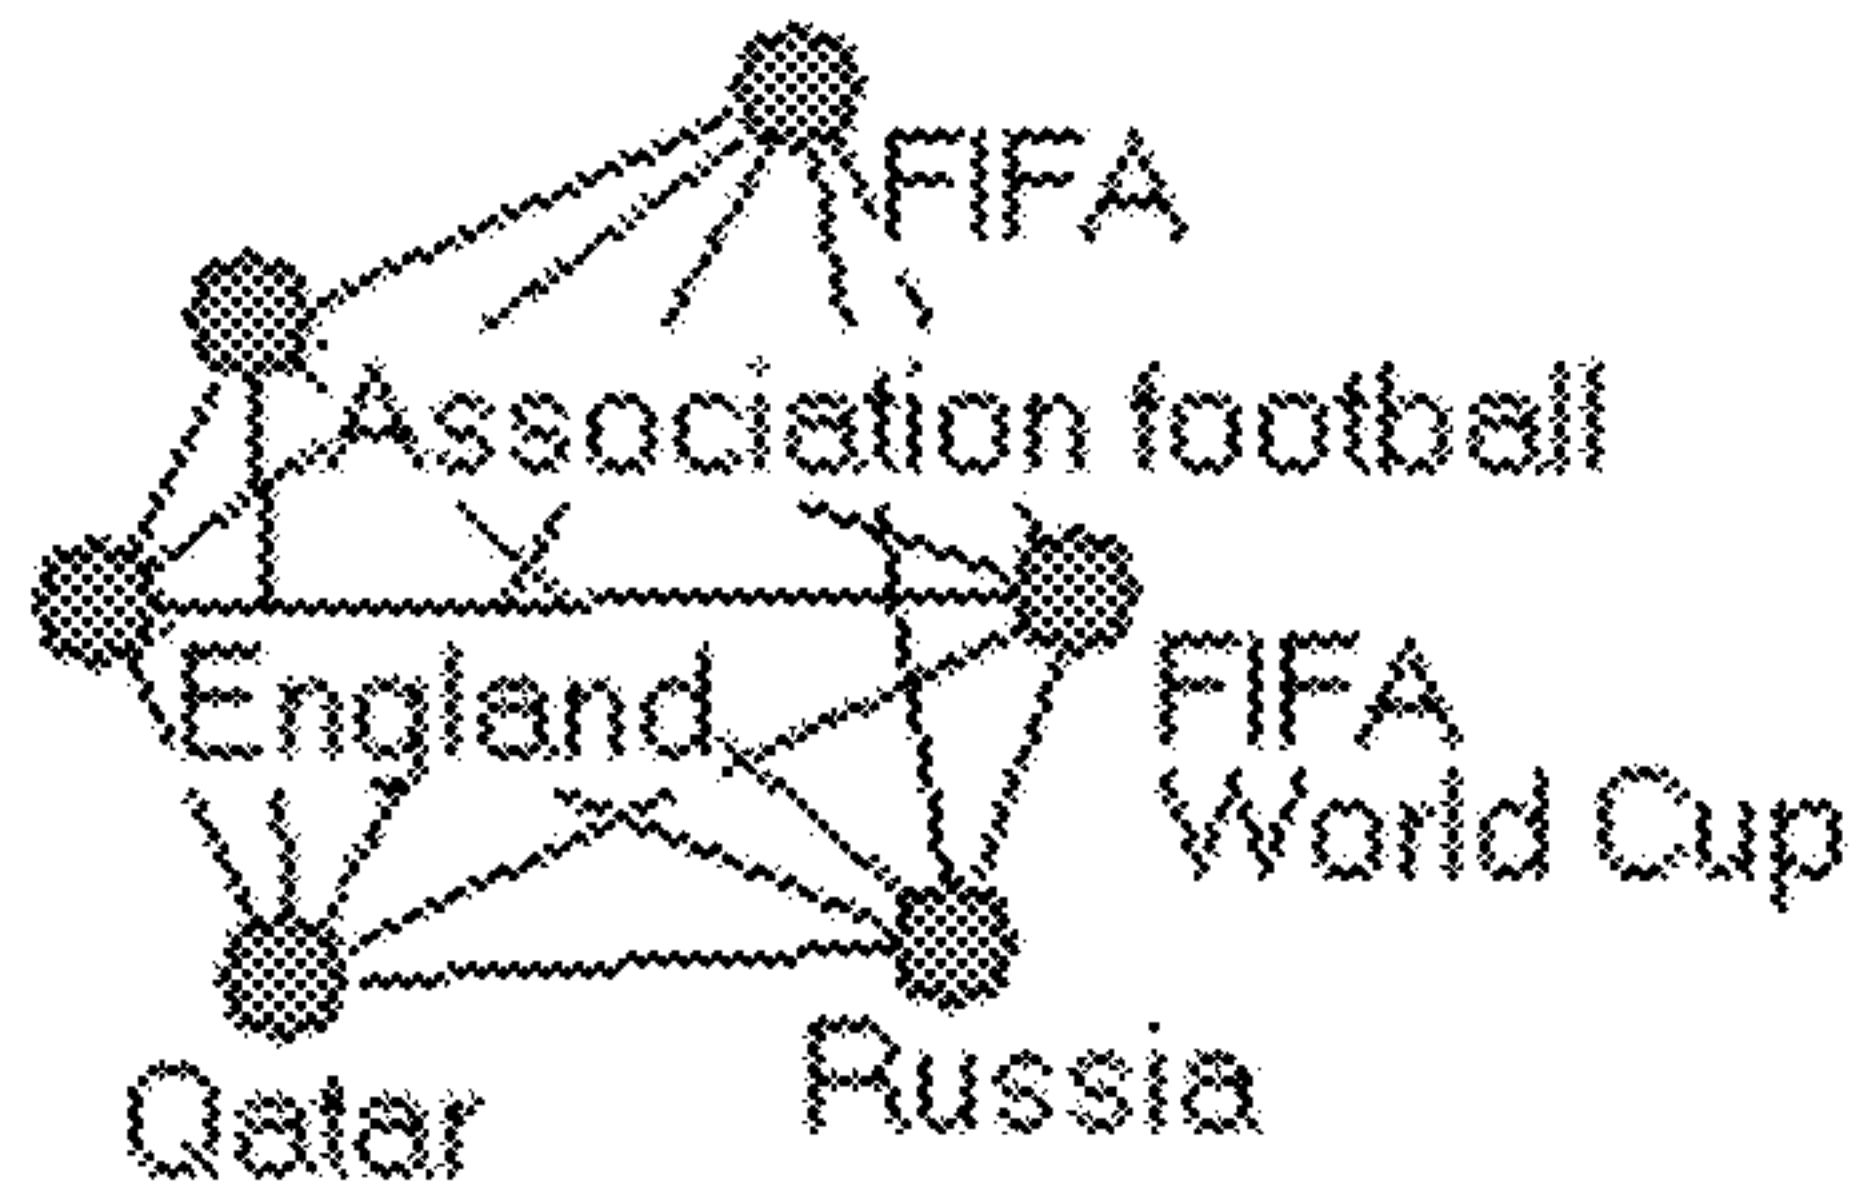 FIFA
Association football
England
FIFA
World Cup
Qatar
Russia